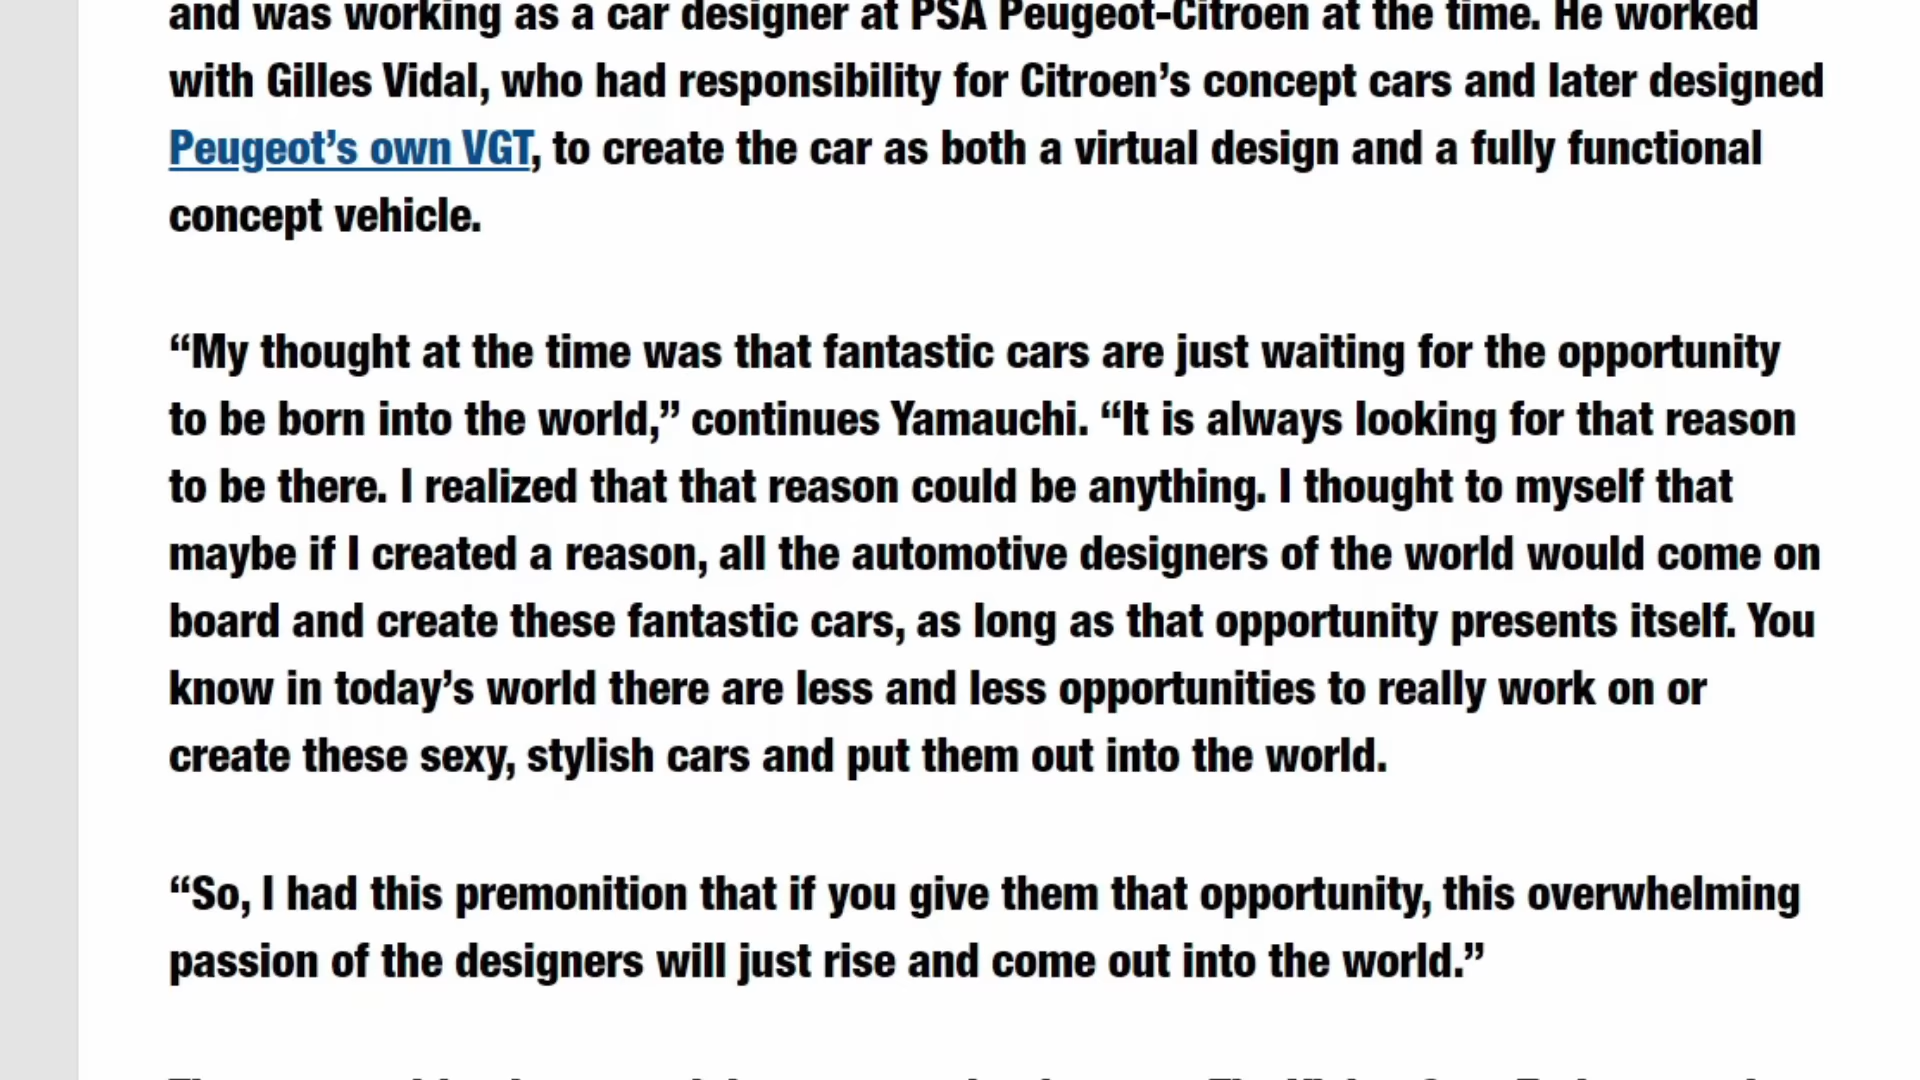 and was working as a car designer at PSA Peugeot-Citroen at the time. He worked
with Gilles Vidal, who had responsibility for Citroen’s concept cars and later designed
Peugeot’s own VGT, to create the car as both a virtual design and a fully functional
concept vehicle.
“My thought at the time was that fantastic cars are just waiting for the opportunity
to be born into the world,” continues Yamauchi. “It is always looking for that reason
to be there. I realized that that reason could be anything. I thought to myself that
maybe if I created a reason, all the automotive designers of the world would come on
board and create these fantastic cars, as long as that opportunity presents itself. You
know in today’s world there are less and less opportunities to really work on or
create these sexy, stylish cars and put them out into the world.
“So, I had this premonition that if you give them that opportunity, this overwhelming
passion of the designers will just rise and come out into the world.”